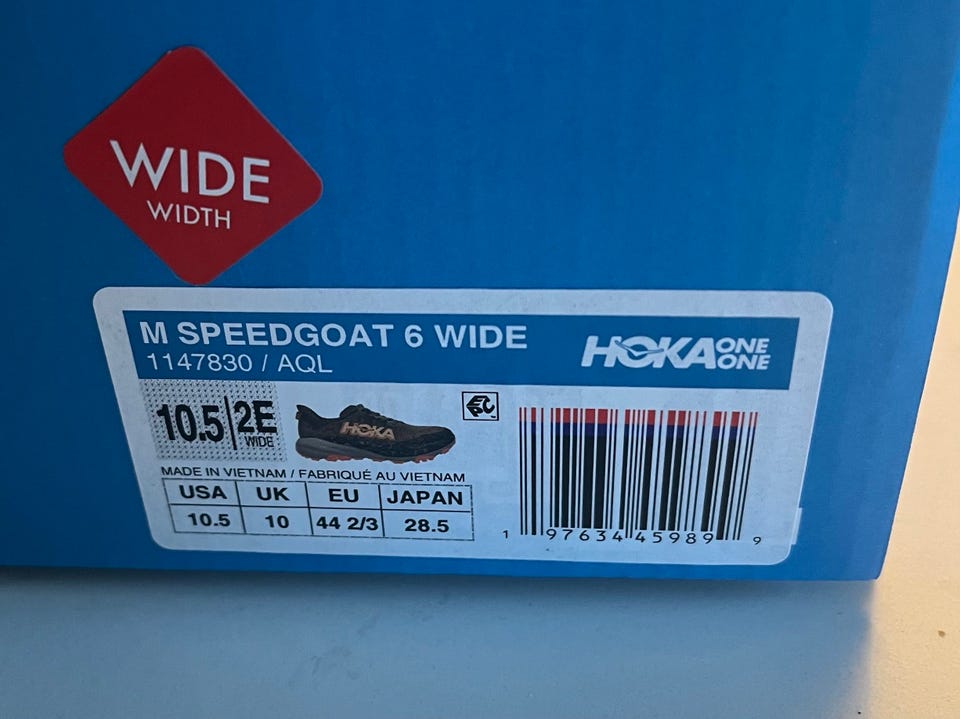 WIDE
WIDTH
M SPEEDGOAT 6 WIDE
1147830 / AQL
HOKA ONE ONE
10.5 | 2E WIDE
HOKA
MADE IN VIETNAM / FABRIQUÉ AU VIETNAM
USA UK EU JAPAN
10.5 10 44 2/3 28.5
1 97634 45989 9